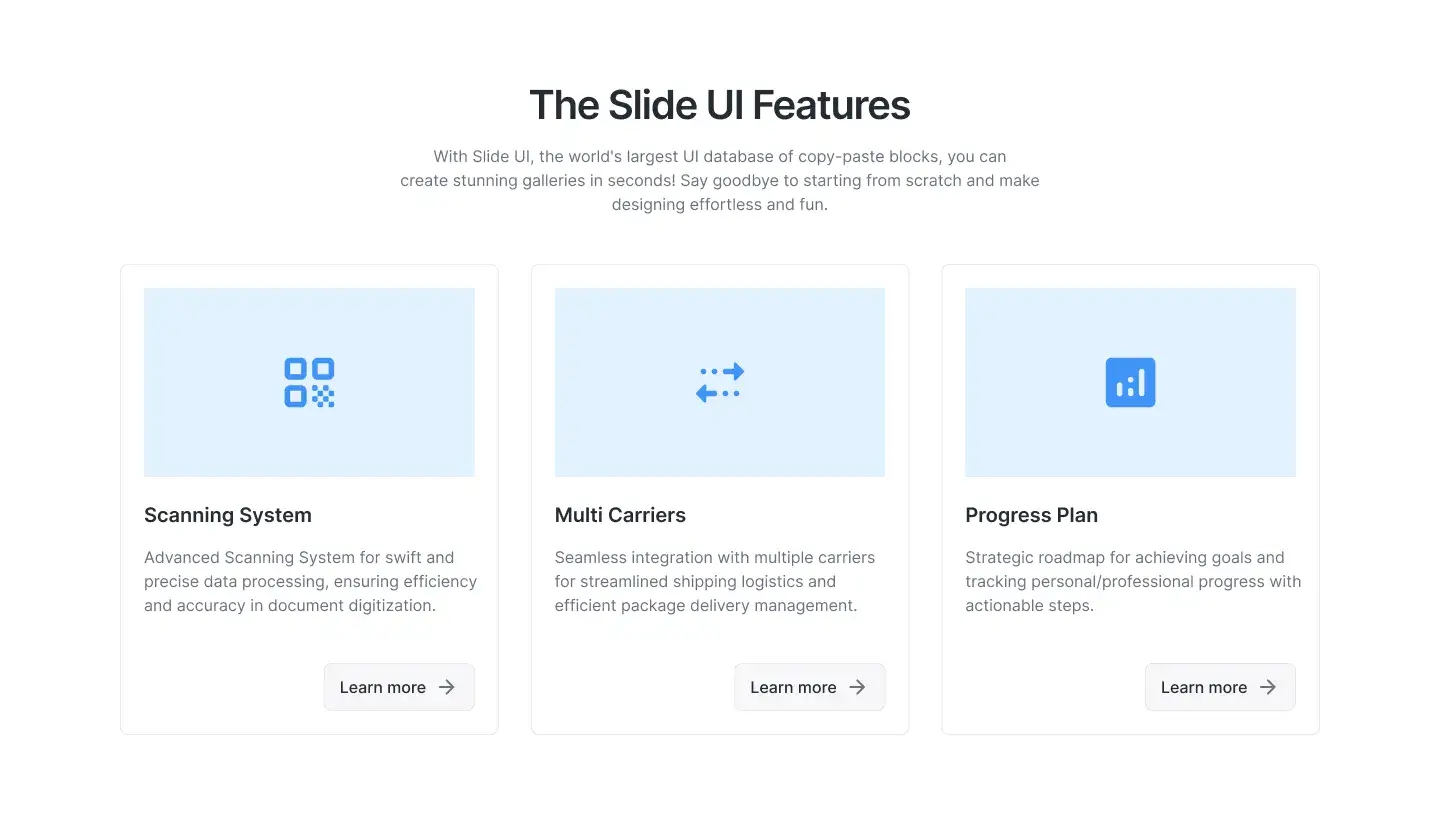 The Slide UI Features
With Slide UI, the world's largest UI database of copy-paste blocks, you can
create stunning galleries in seconds! Say goodbye to starting from scratch and make
designing effortless and fun.
Scanning System
Advanced Scanning System for swift and
precise data processing, ensuring efficiency
and accuracy in document digitization.
Learn more
Multi Carriers
Seamless integration with multiple carriers
for streamlined shipping logistics and
efficient package delivery management.
Learn more
Progress Plan
Strategic roadmap for achieving goals and
tracking personal/professional progress with
actionable steps.
Learn more